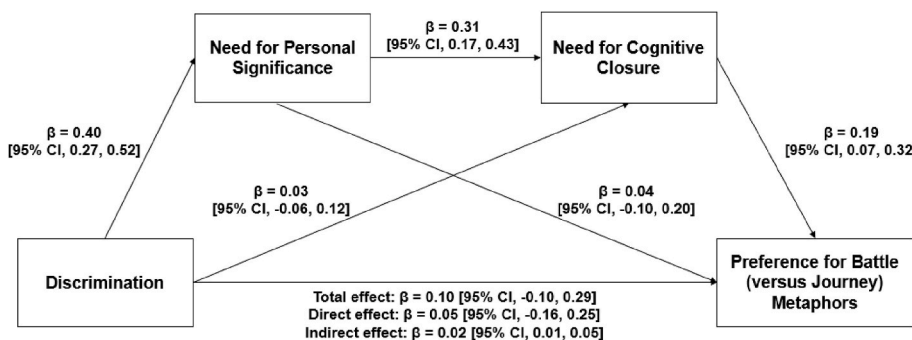 β = 0.31
[95% CI, 0.17, 0.43]
Need for Personal
Significance
Need for Cognitive
Closure
β = 0.40
[95% CI, 0.27, 0.52]
β = 0.19
[95% CI, 0.07, 0.32
β = 0.03
[95% CI, -0.06, 0.12]
β = 0.04
[95% CI, -0.10, 0.20]
Discrimination
Preference for Battle
(versus Journey)
Metaphors
Total effect: β = 0.10 [95% CI, -0.10, 0.29]
Direct effect: β = 0.05 [95% CI, -0.16, 0.25]
Indirect effect: β = 0.02 [95% CI, 0.01, 0.05]